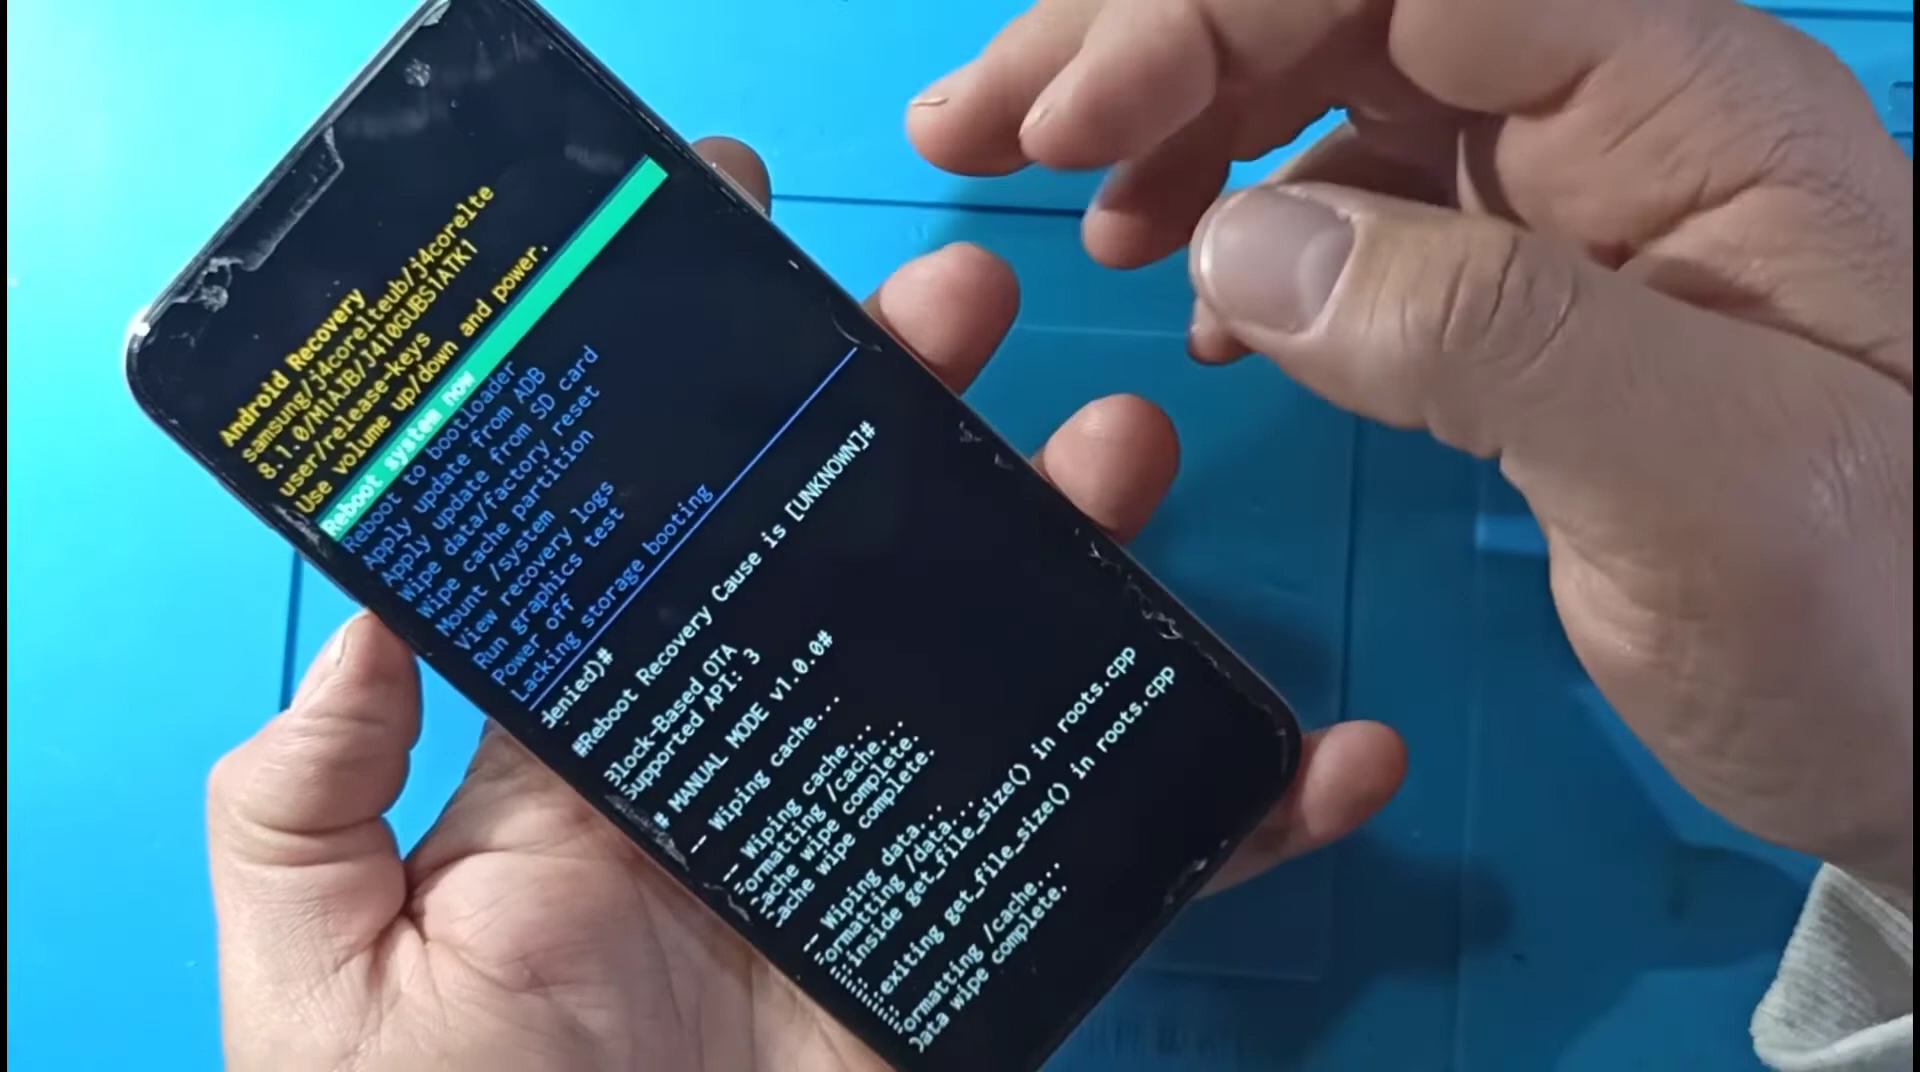 Android Recovery
samsung/j4corelteub/j4corelte
8.1.0/M1AJB/J410GUBS1ATK1
user/release-keys
Use volume up/down and power.
Reboot system now
Reboot to bootloader
Apply update from ADB
Apply update from SD card
Wipe data/factory reset
Wipe cache partition
Mount /system
View recovery logs
Run graphics test
Power off
Lacking storage booting
denied)#
#Reboot Recovery Cause is [UNKNOWN]#
Block-Based OTA
Supported API: 3
# MANUAL MODE v1.0.0#
-- Wiping cache...
-- Wiping cache...
Formatting /cache...
Cache wipe complete.
Cache wipe complete.
-- Wiping data...
Formatting /data...
inside get_file_size() in roots.cpp
exiting get_file_size() in roots.cpp
Formatting /cache...
Data wipe complete.